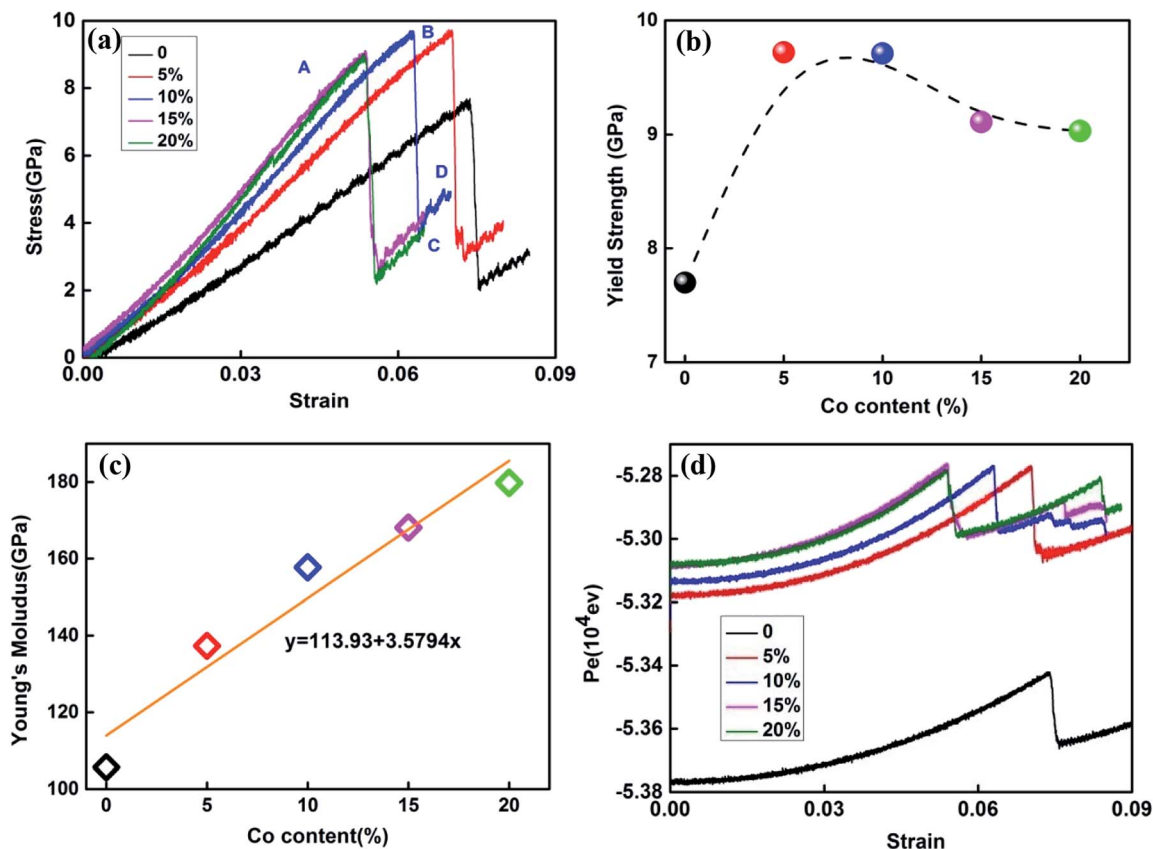 (a)
10
8
6
4
2
0
Stress(GPa)
0
5%
10%
15%
20%
A
B
C
D
0.00
0.03
0.06
0.09
Strain
(b)
10
9
8
7
Yield Strength (GPa)
0
5
10
15
20
Co content (%)
(c)
180
160
140
120
100
Young's Moludus(GPa)
y=113.93+3.5794x
0
5
10
15
20
Co content(%)
(d)
-5.28
-5.30
-5.32
-5.34
-5.36
-5.38
Pe(10⁴ev)
0
5%
10%
15%
20%
0.00
0.03
0.06
0.09
Strain